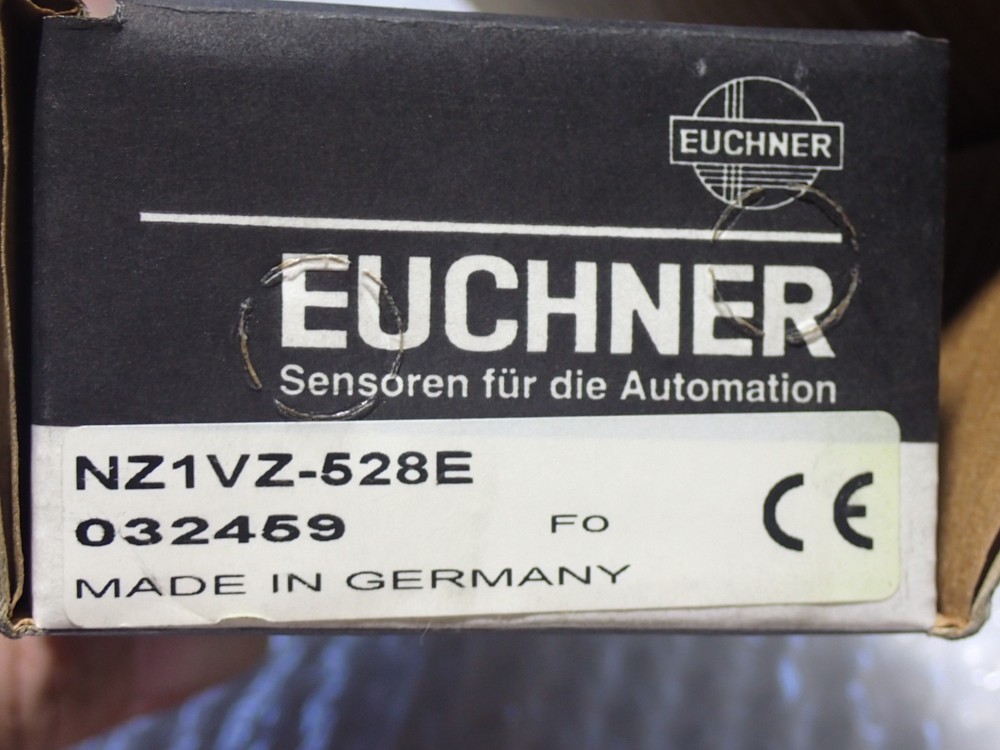 EUCHNER
EUCHNER
Sensoren für die Automation
NZ1VZ-528E
032459 F0
MADE IN GERMANY
CE